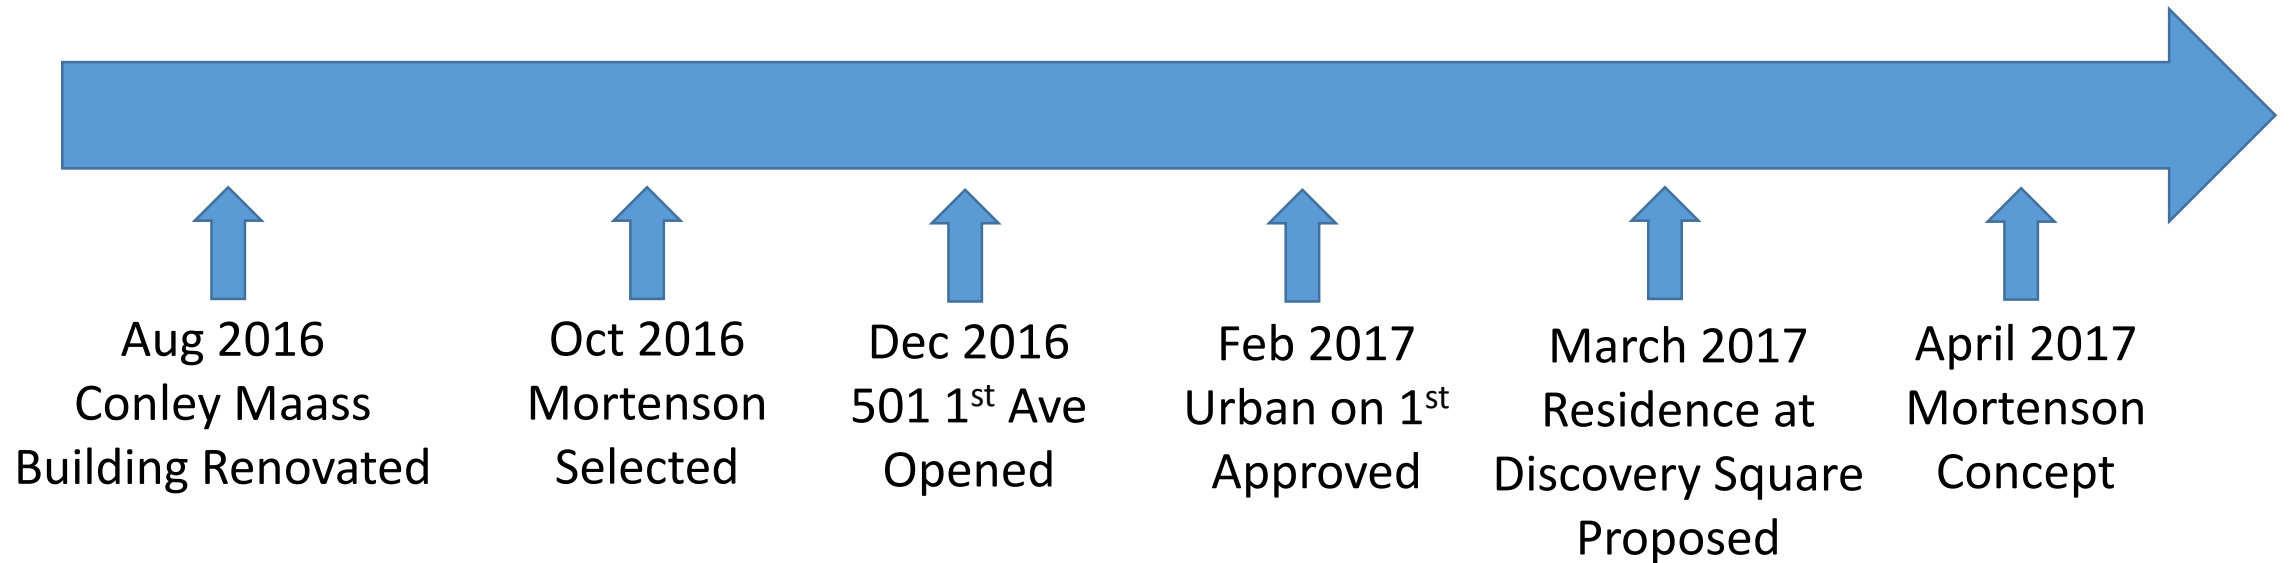 Aug 2016
Conley Maass
Building Renovated
Oct 2016
Mortenson
Selected
Dec 2016
501 1st Ave
Opened
Feb 2017
Urban on 1st
Approved
March 2017
Residence at
Discovery Square
Proposed
April 2017
Mortenson
Concept